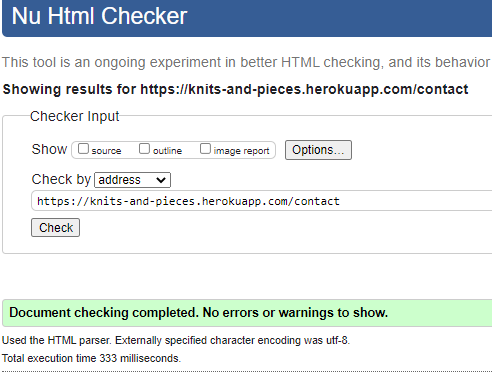 Nu Html Checker
This tool is an ongoing experiment in better HTML checking, and its behavior
Showing results for https://knits-and-pieces.herokuapp.com/contact
Checker Input
Show source outline image report Options...
Check by address
https://knits-and-pieces.herokuapp.com/contact
Check
Document checking completed. No errors or warnings to show.
Used the HTML parser. Externally specified character encoding was utf-8.
Total execution time 333 milliseconds.